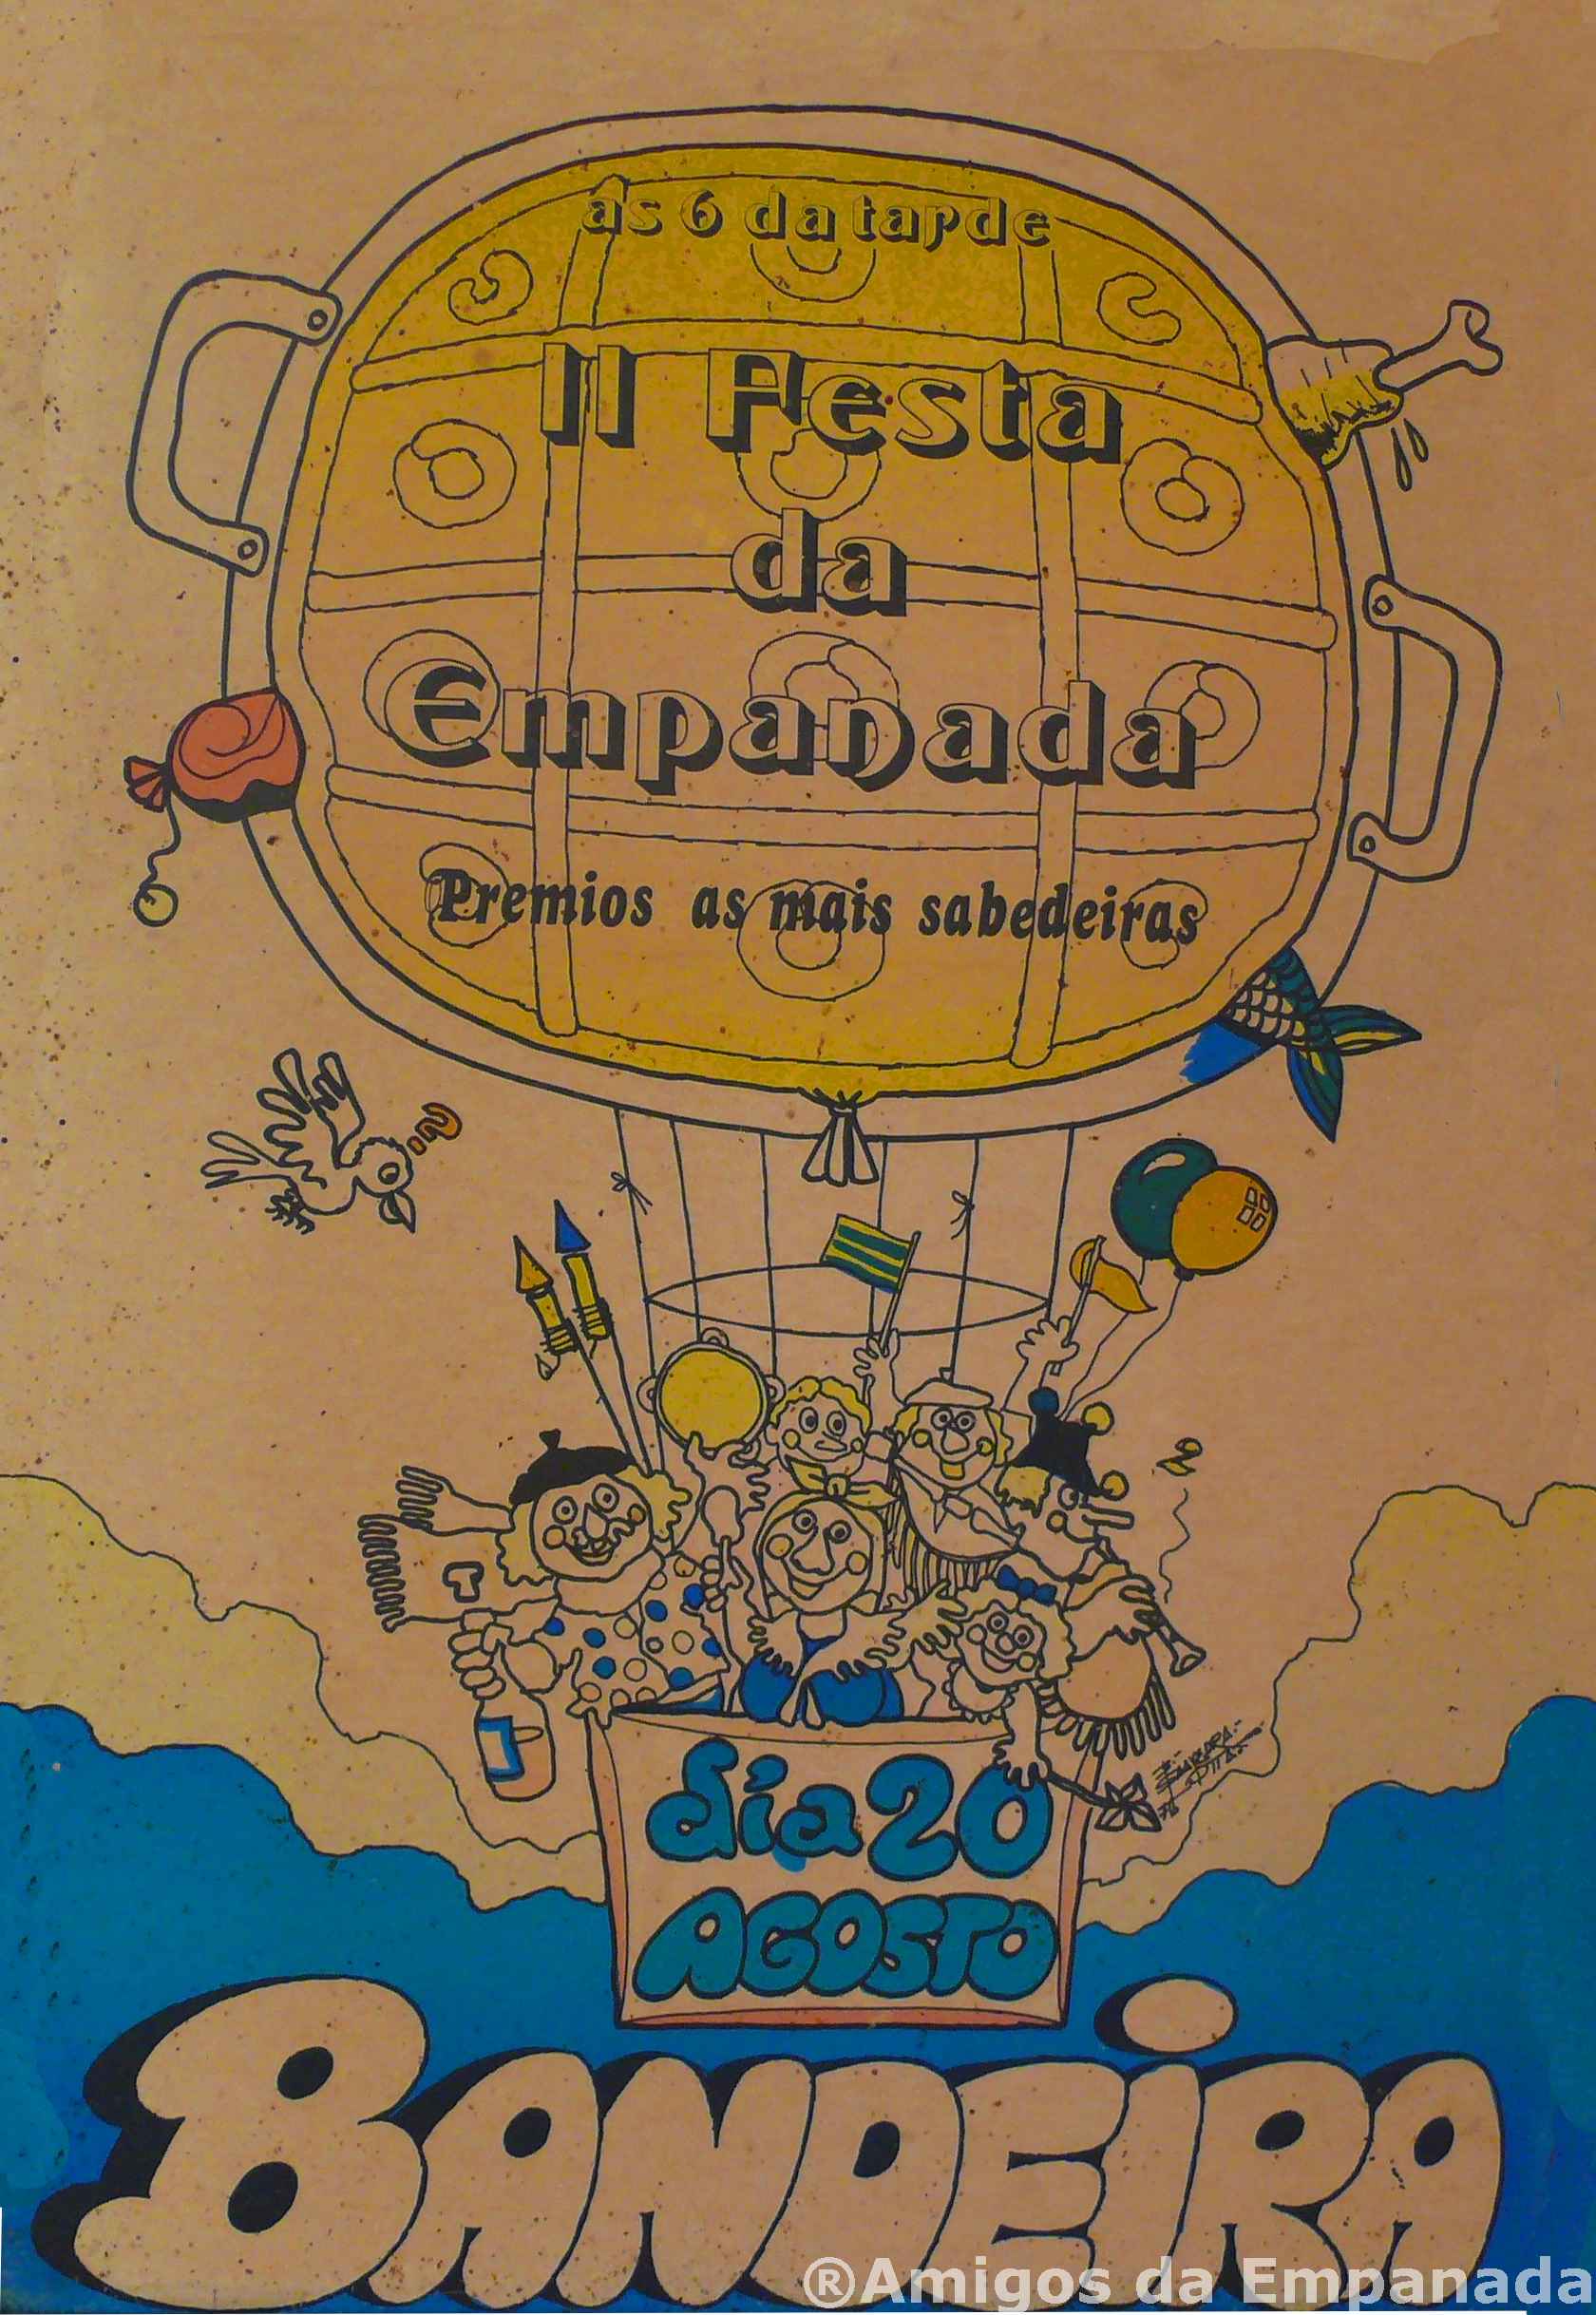 ás 6 da tarde
II Festa
da
Empanada
Premios as mais sabedeiras
?
día 20
AGOSTO
78
BANDEiRA
®Amigos da Empanada